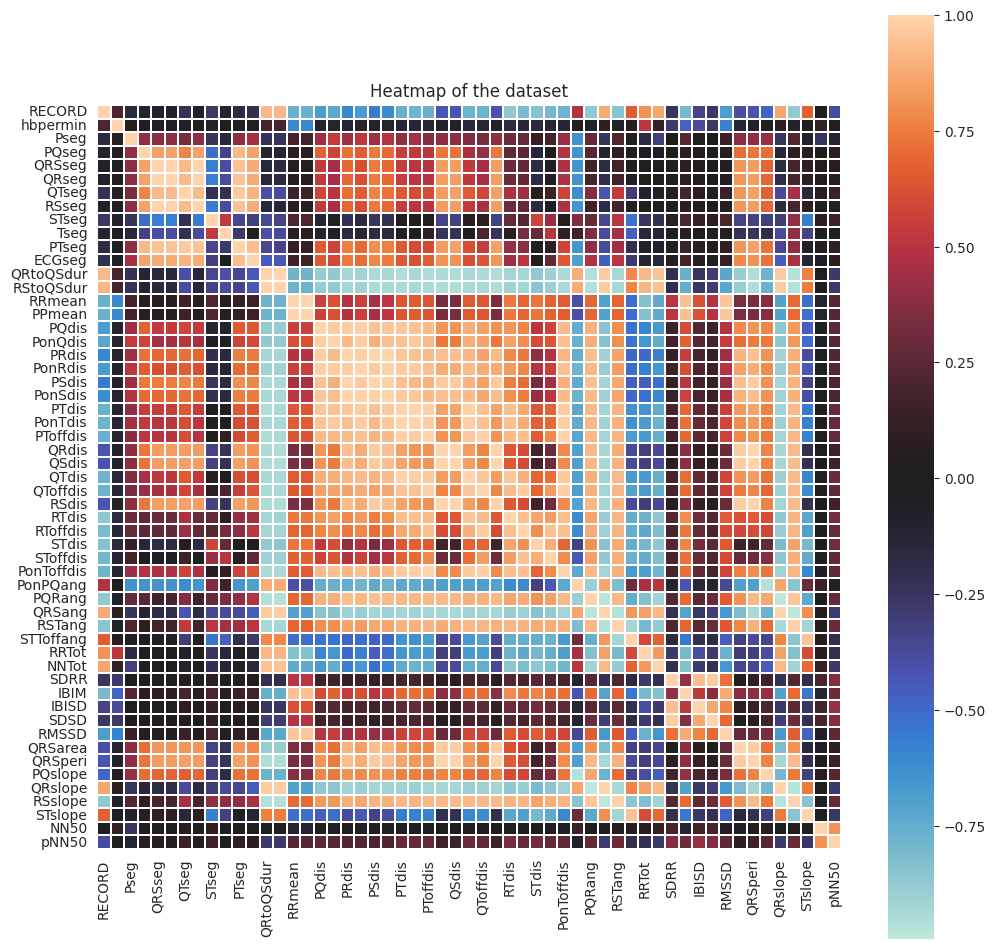 Heatmap of the dataset
RECORD
hbpermin
Pseg
PQseg
QRSseg
QRseg
QTseg
RSseg
STseg
Tseg
PTseg
ECGseg
QRtoQSdur
RStoQSdur
RRmean
PPmean
PQdis
PonQdis
PRdis
PonRdis
PSdis
PonSdis
PTdis
PonTdis
PToffdis
QRdis
QSdis
QTdis
QToffdis
RSdis
RTdis
RToffdis
STdis
SToffdis
PonToffdis
PonPQang
PQRang
QRSang
RSTang
STToffang
RRTot
NNTot
SDRR
IBIM
IBISD
SDSD
RMSSD
QRSarea
QRSperi
PQslope
QRslope
RSslope
STslope
NN50
pNN50
RECORD
Pseg
QRSseg
QTseg
STseg
PTseg
QRtoQSdur
RRmean
PQdis
PRdis
PSdis
PTdis
PToffdis
QSdis
QToffdis
RTdis
STdis
PonToffdis
PQRang
RSTang
RRTot
SDRR
IBISD
RMSSD
QRSperi
QRslope
STslope
pNN50
1.00
0.75
0.50
0.25
0.00
−0.25
−0.50
−0.75